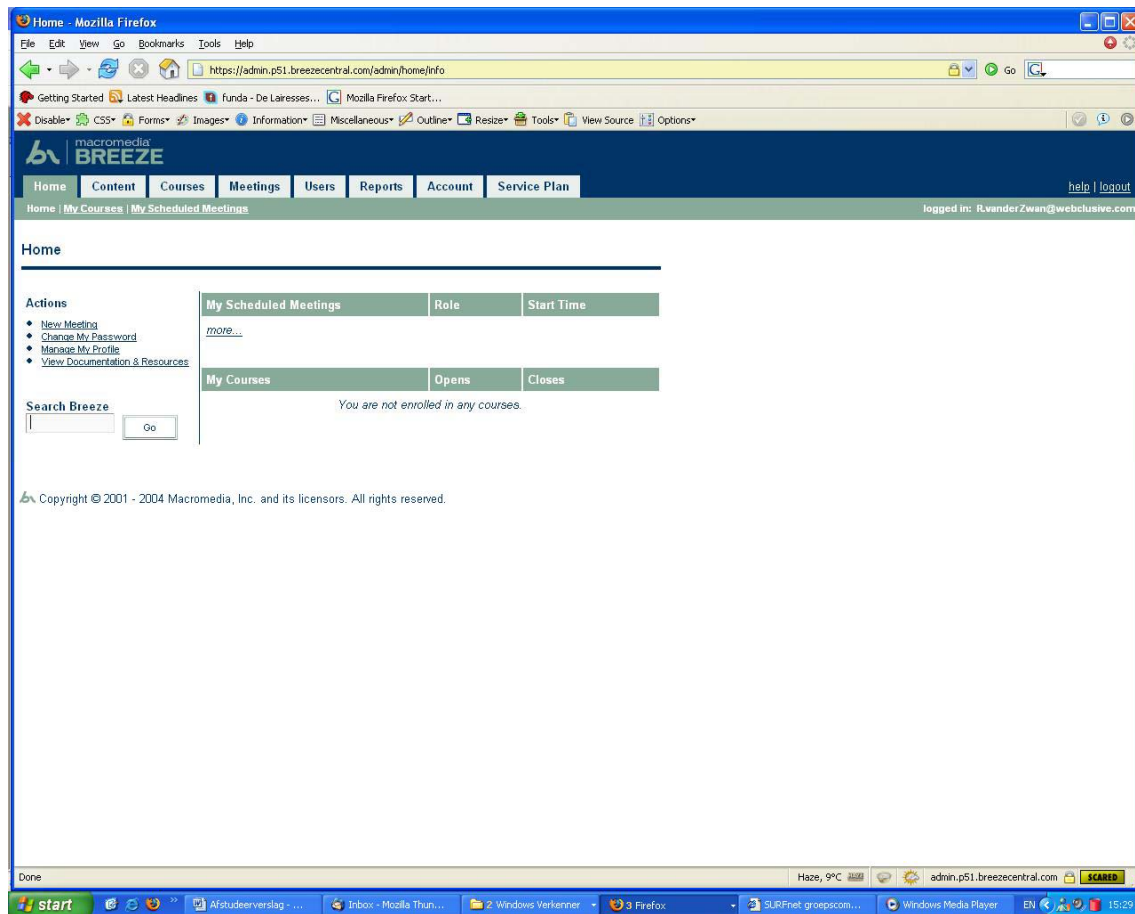 Home - Mozilla Firefox
File Edit View Go Bookmarks Tools Help
https://admin.p51.breezecentral.com/admin/home/info Go
Getting Started Latest Headlines funda - De Lairesses... Mozilla Firefox Start...
Disable CSS Forms Images Information Miscellaneous Outline Resize Tools View Source Options
macromedia
BREEZE
Home Content Courses Meetings Users Reports Account Service Plan help | logout
Home | My Courses | My Scheduled Meetings logged in: R.vanderZwan@webclusive.com
Home
Actions
New Meeting
Change My Password
Manage My Profile
View Documentation & Resources
Search Breeze
Go
My Scheduled Meetings Role Start Time
more...
My Courses Opens Closes
You are not enrolled in any courses.
Copyright © 2001 - 2004 Macromedia, Inc. and its licensors. All rights reserved.
Done Haze, 9°C admin.p51.breezecentral.com SCARED
start Afstudeerverslag - ... Inbox - Mozilla Thun... 2 Windows Verkenner 3 Firefox SURFnet groepscom... Windows Media Player EN 15:29